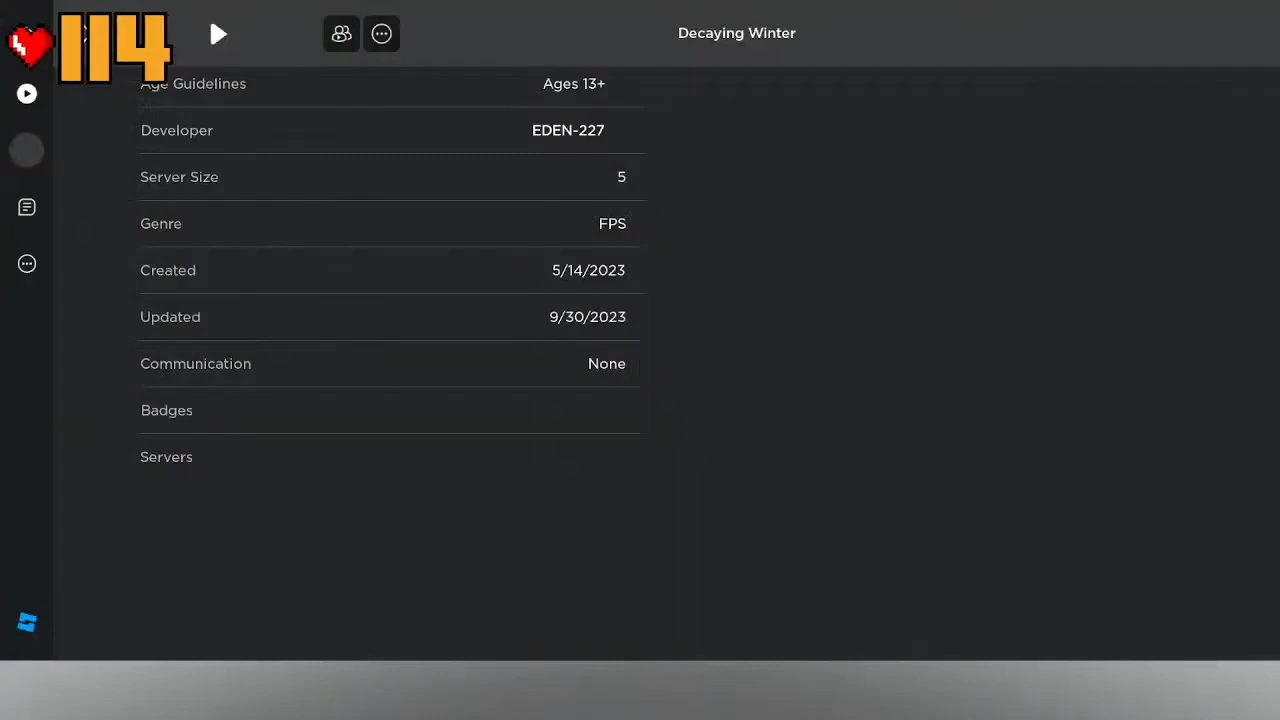 114
Decaying Winter
Age Guidelines Ages 13+
Developer EDEN-227
Server Size 5
Genre FPS
Created 5/14/2023
Updated 9/30/2023
Communication None
Badges
Servers